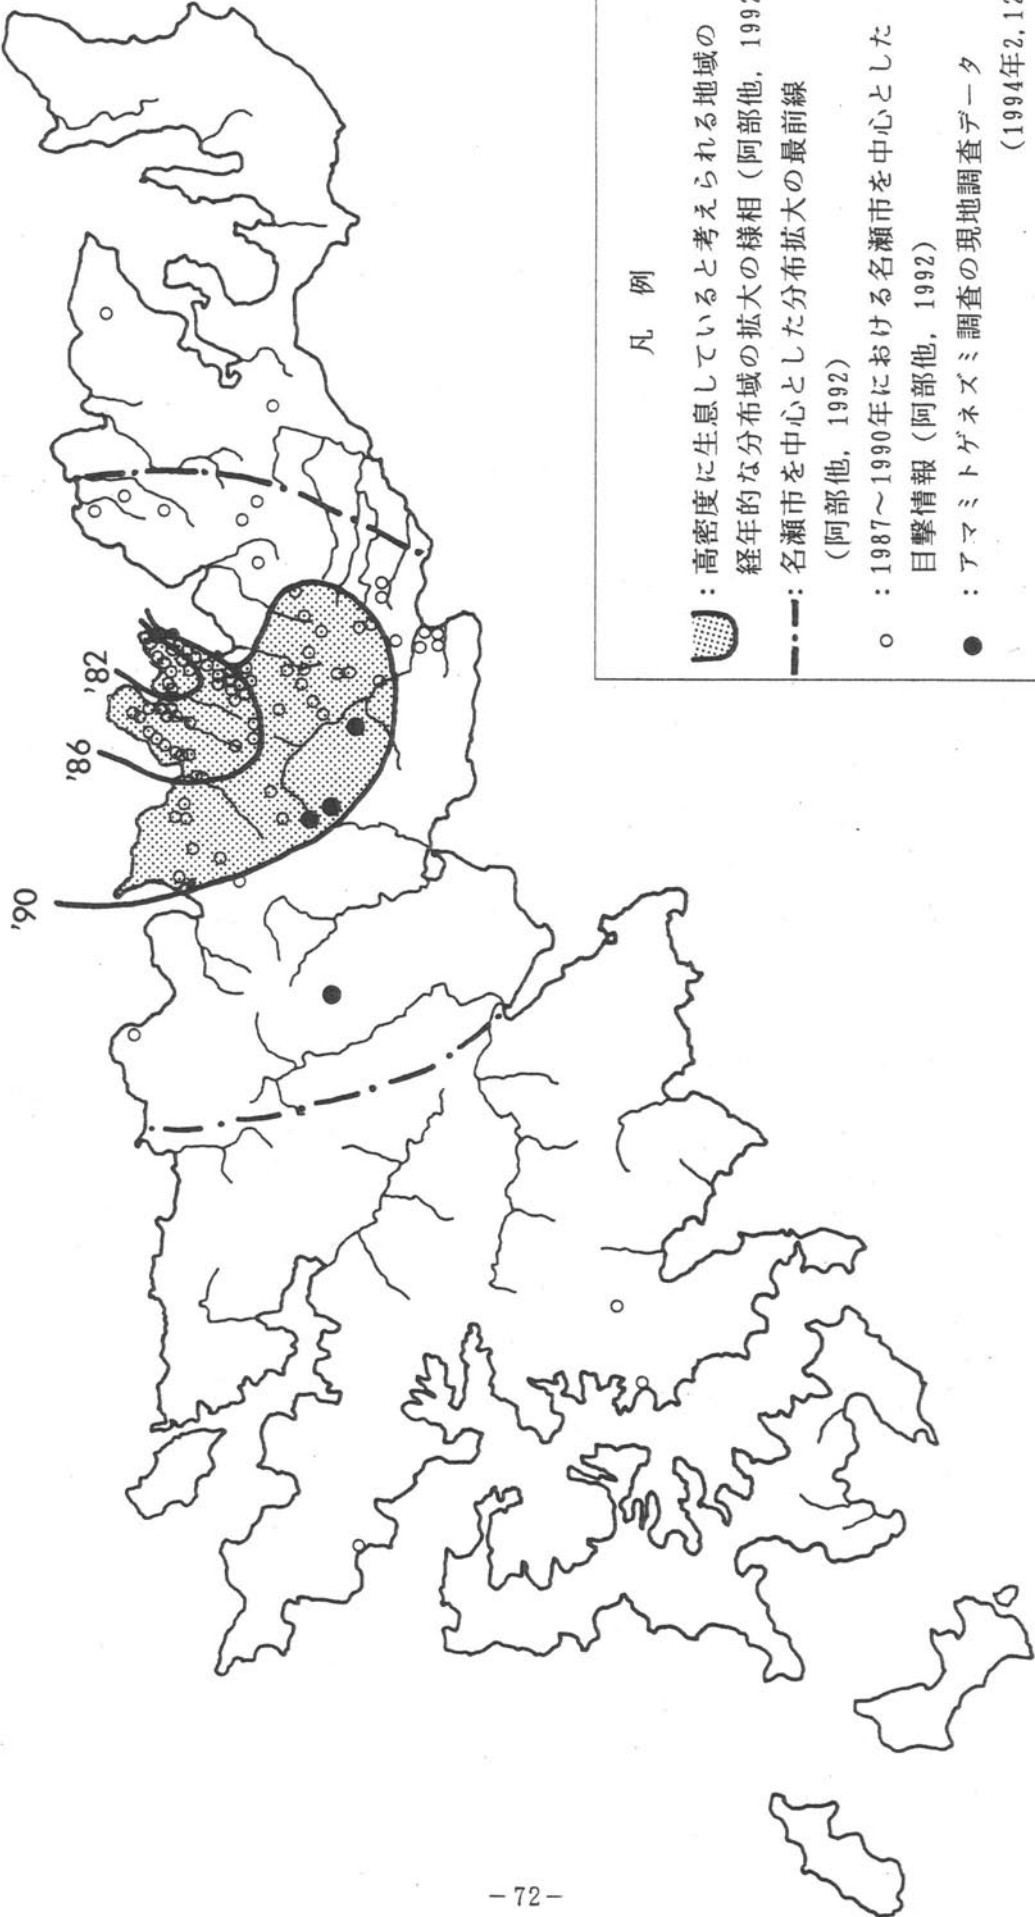 '90
'86
'82
凡 例
：高密度に生息していると考えられる地域の
経年的な分布域の拡大の様相（阿部他, 1992
：名瀬市を中心とした分布拡大の最前線
（阿部他, 1992）
：1987～1990年における名瀬市を中心とした
目撃情報（阿部他, 1992）
：アマミトゲネズミ調査の現地調査データ
（1994年2,12
－72－